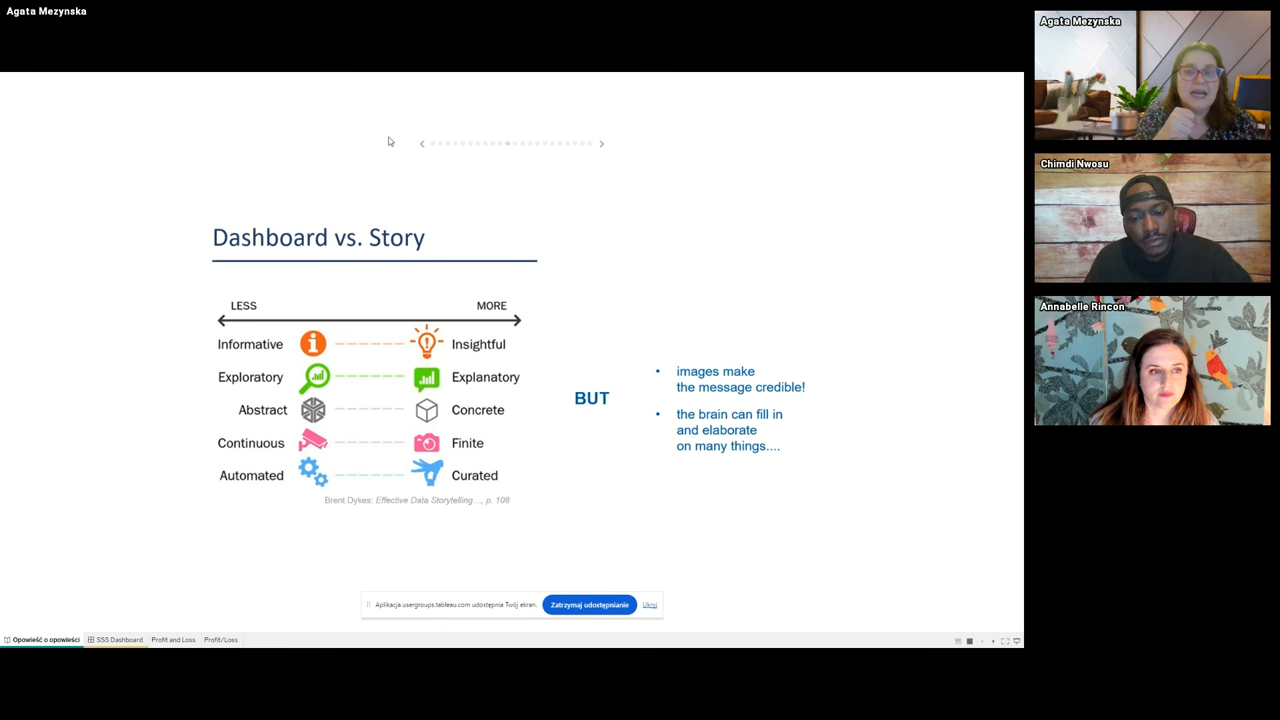 Agata Mezynska
Agata Mezynska
Chimdi Nwosu
Annabelle Rincon
Dashboard vs. Story
LESS MORE
Informative Insightful
Exploratory Explanatory
Abstract Concrete
Continuous Finite
Automated Curated
Brent Dykes: Effective Data Storytelling..., p. 108
BUT
• images make
the message credible!
• the brain can fill in
and elaborate
on many things....
Aplikacja usergroups.tableau.com udostępnia Twój ekran. Zatrzymaj udostępnianie Ukryj
Opowieść o opowieści SSS Dashboard Profit and Loss Profit/Loss